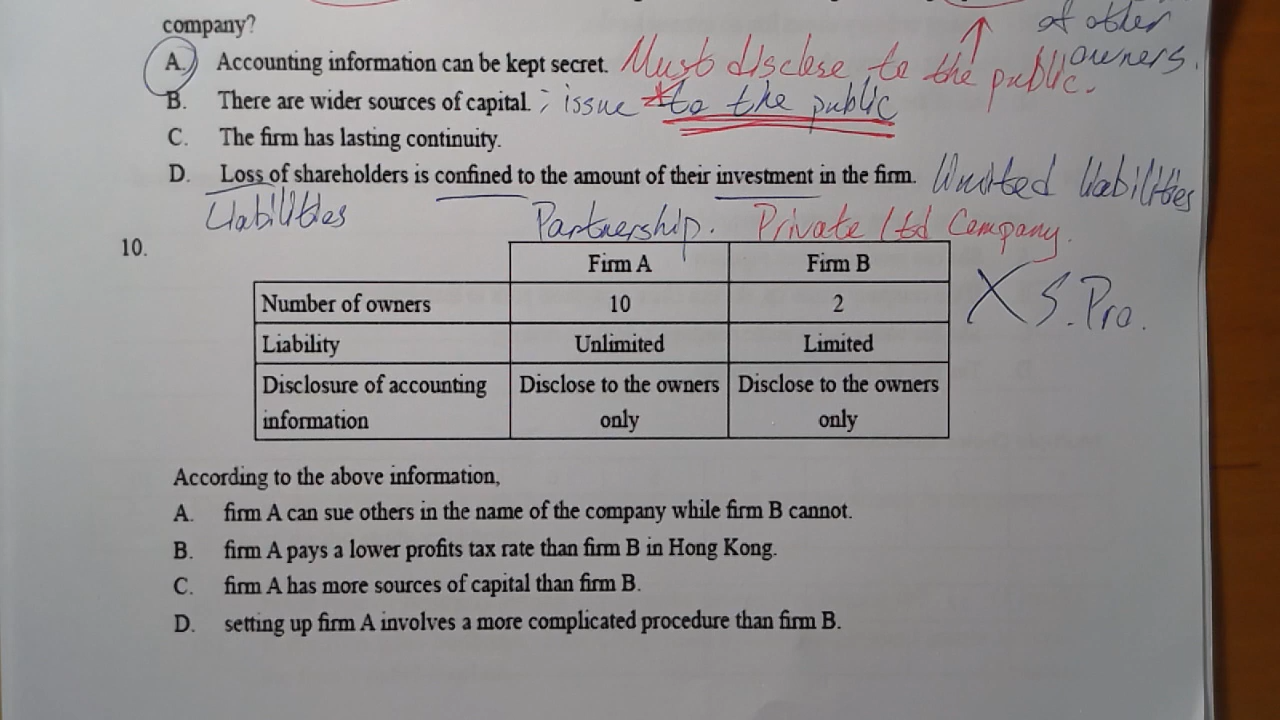 of other
company?
owners.
A. Accounting information can be kept secret. Must disclose to the public.
B. There are wider sources of capital. ; issue to the public
C. The firm has lasting continuity.
D. Loss of shareholders is confined to the amount of their investment in the firm. Limited liabilities
Liabilities
Partnership. Private Ltd Company.
10.
Firm A Firm B
X S.Pro.
Number of owners 10 2
Liability Unlimited Limited
Disclosure of accounting information Disclose to the owners only Disclose to the owners only
According to the above information,
A. firm A can sue others in the name of the company while firm B cannot.
B. firm A pays a lower profits tax rate than firm B in Hong Kong.
C. firm A has more sources of capital than firm B.
D. setting up firm A involves a more complicated procedure than firm B.